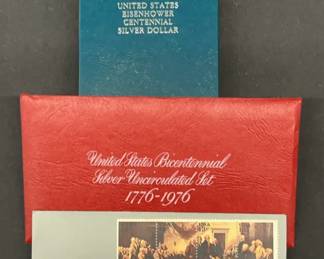 UNITED STATES
EISENHOWER
CENTENNIAL
SILVER DOLLAR
United States Bicentennial
Silver Uncirculated Set
1776-1976